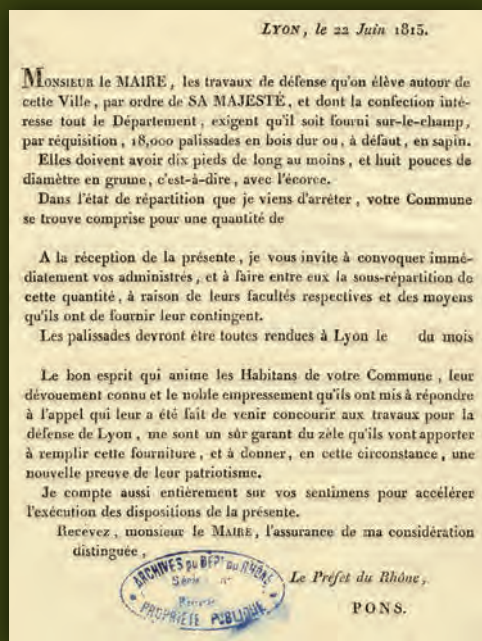 LYON, le 22 Juin 1815.
MONSIEUR le MAIRE, les travaux de défense qu'on élève autour de
cette Ville, par ordre de SA MAJESTÉ, et dont la confection inté-
resse tout le Département, exigent qu'il soit fourni sur-le-champ,
par réquisition, 18,000 palissades en bois dur ou, à défaut, en sapin.
Elles doivent avoir dix pieds de long au moins, et huit pouces de
diamètre en grume, c'est-à-dire, avec l'écorce.
Dans l'état de répartition que je viens d'arrêter, votre Commune
se trouve comprise pour une quantité de
A la réception de la présente, je vous invite à convoquer immé-
diatement vos administrés, et à faire entre eux la sous-répartition de
cette quantité, à raison de leurs facultés respectives et des moyens
qu'ils ont de fournir leur contingent.
Les palissades devront être toutes rendues à Lyon le du mois
Le bon esprit qui anime les Habitans de votre Commune, leur
dévouement connu et le noble empressement qu'ils ont mis à répondre
à l'appel qui leur a été fait de venir concourir aux travaux pour la
défense de Lyon, me sont un sûr garant du zèle qu'ils vont apporter
à remplir cette fourniture, et à donner, en cette circonstance, une
nouvelle preuve de leur patriotisme.
Je compte aussi entièrement sur vos sentimens pour accélérer
l'exécution des dispositions de la présente.
Recevez, monsieur le MAIRE, l'assurance de ma considération
distinguée,
ARCHIVES DU DÉPT DU RHÔNE
Série
PROPRIÉTÉ PUBLIQUE
Le Préfet du Rhône,
PONS.